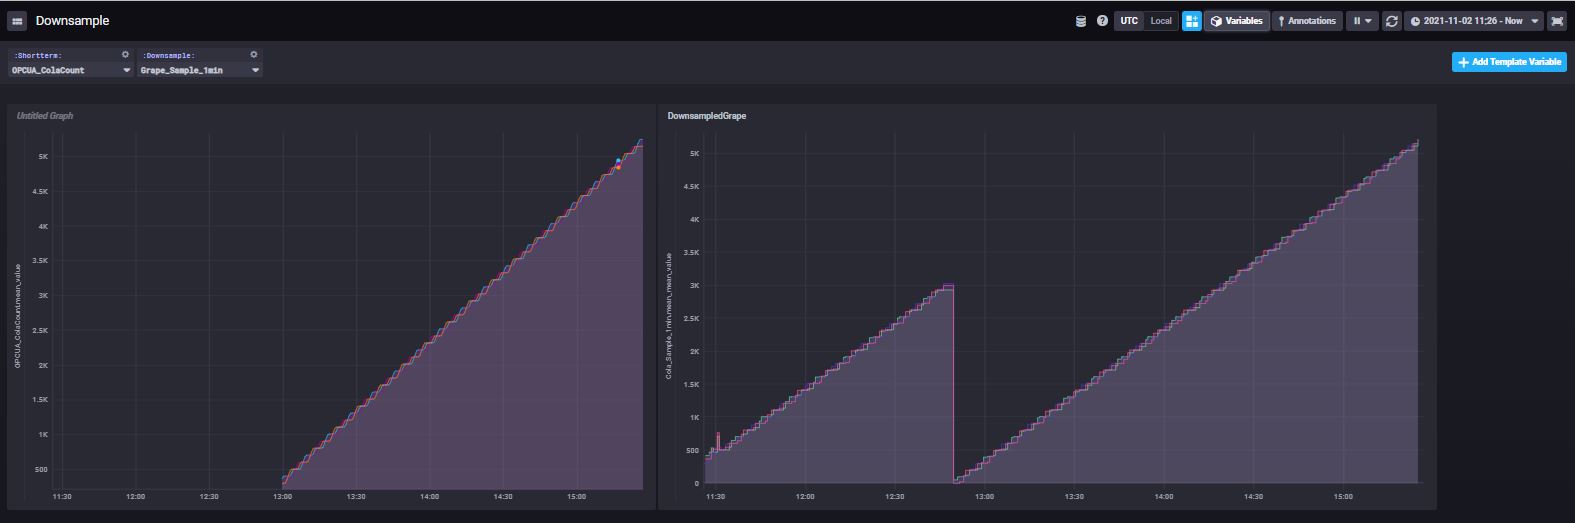 Downsample
UTC Local Variables Annotations 2021-11-02 11:26 - Now
:Shortterm: :Downsample:
OPCUA_ColaCount Grape_Sample_1min
Add Template Variable
Untitled Graph
OPCUA_ColaCount.mean_value
5K
4.5K
4K
3.5K
3K
2.5K
2K
1.5K
1K
500
11:30 12:00 12:30 13:00 13:30 14:00 14:30 15:00
DownsampledGrape
Cola_Sample_1min.mean_mean_value
5K
4.5K
4K
3.5K
3K
2.5K
2K
1.5K
1K
500
0
11:30 12:00 12:30 13:00 13:30 14:00 14:30 15:00